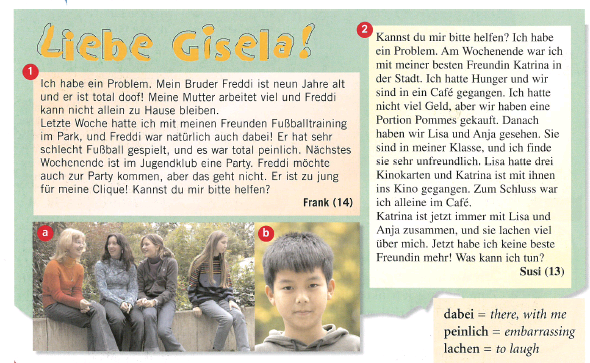 Liebe Gisela!
1
Ich habe ein Problem. Mein Bruder Freddi ist neun Jahre alt
und er ist total doof! Meine Mutter arbeitet viel und Freddi
kann nicht allein zu Hause bleiben.
Letzte Woche hatte ich mit meinen Freunden Fußballtraining
im Park, und Freddi war natürlich auch dabei! Er hat sehr
schlecht Fußball gespielt, und es war total peinlich. Nächstes
Wochenende ist im Jugendklub eine Party. Freddi möchte
auch zur Party kommen, aber das geht nicht. Er ist zu jung
für meine Clique! Kannst du mir bitte helfen?
Frank (14)
2
Kannst du mir bitte helfen? Ich habe
ein Problem. Am Wochenende war ich
mit meiner besten Freundin Katrina in
der Stadt. Ich hatte Hunger und wir
sind in ein Café gegangen. Ich hatte
nicht viel Geld, aber wir haben eine
Portion Pommes gekauft. Danach
haben wir Lisa und Anja gesehen. Sie
sind in meiner Klasse, und ich finde
sie sehr unfreundlich. Lisa hatte drei
Kinokarten und Katrina ist mit ihnen
ins Kino gegangen. Zum Schluss war
ich alleine im Café.
Katrina ist jetzt immer mit Lisa und
Anja zusammen, und sie lachen viel
über mich. Jetzt habe ich keine beste
Freundin mehr! Was kann ich tun?
Susi (13)
a
b
dabei = there, with me
peinlich = embarrassing
lachen = to laugh